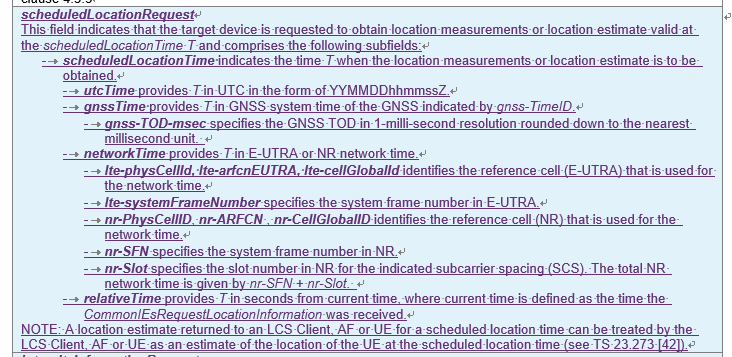 scheduledLocationRequest
This field indicates that the target device is requested to obtain location measurements or location estimate valid at
the scheduledLocationTime T and comprises the following subfields:
- scheduledLocationTime indicates the time T when the location measurements or location estimate is to be
obtained.
- utcTime provides T in UTC in the form of YYMMDDhhmmssZ.
- gnssTime provides T in GNSS system time of the GNSS indicated by gnss-TimeID.
- gnss-TOD-msec specifies the GNSS TOD in 1-milli-second resolution rounded down to the nearest
millisecond unit.
- networkTime provides T in E-UTRA or NR network time.
- lte-physCellId, lte-arfcnEUTRA, lte-cellGlobalId identifies the reference cell (E-UTRA) that is used for
the network time.
- lte-systemFrameNumber specifies the system frame number in E-UTRA.
- nr-PhysCellID, nr-ARFCN , nr-CellGlobalID identifies the reference cell (NR) that is used for the
network time.
- nr-SFN specifies the system frame number in NR.
- nr-Slot specifies the slot number in NR for the indicated subcarrier spacing (SCS). The total NR
network time is given by nr-SFN + nr-Slot.
- relativeTime provides T in seconds from current time, where current time is defined as the time the
CommonIEsRequestLocationInformation was received.
NOTE: A location estimate returned to an LCS Client, AF or UE for a scheduled location time can be treated by the
LCS Client, AF or UE as an estimate of the location of the UE at the scheduled location time (see TS 23.273 [42]).